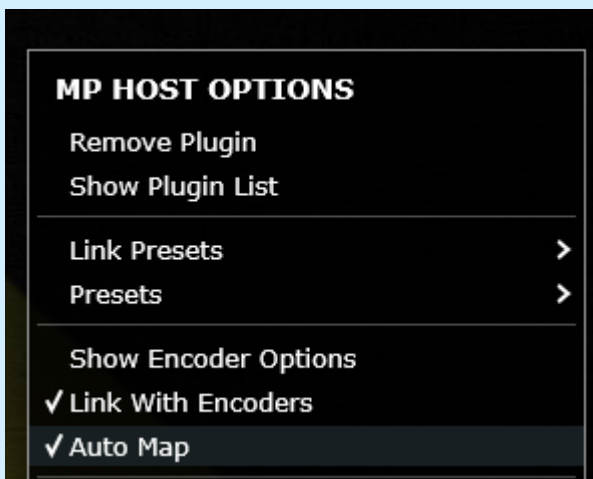 MP HOST OPTIONS
Remove Plugin
Show Plugin List
Link Presets
Presets
Show Encoder Options
Link With Encoders
Auto Map